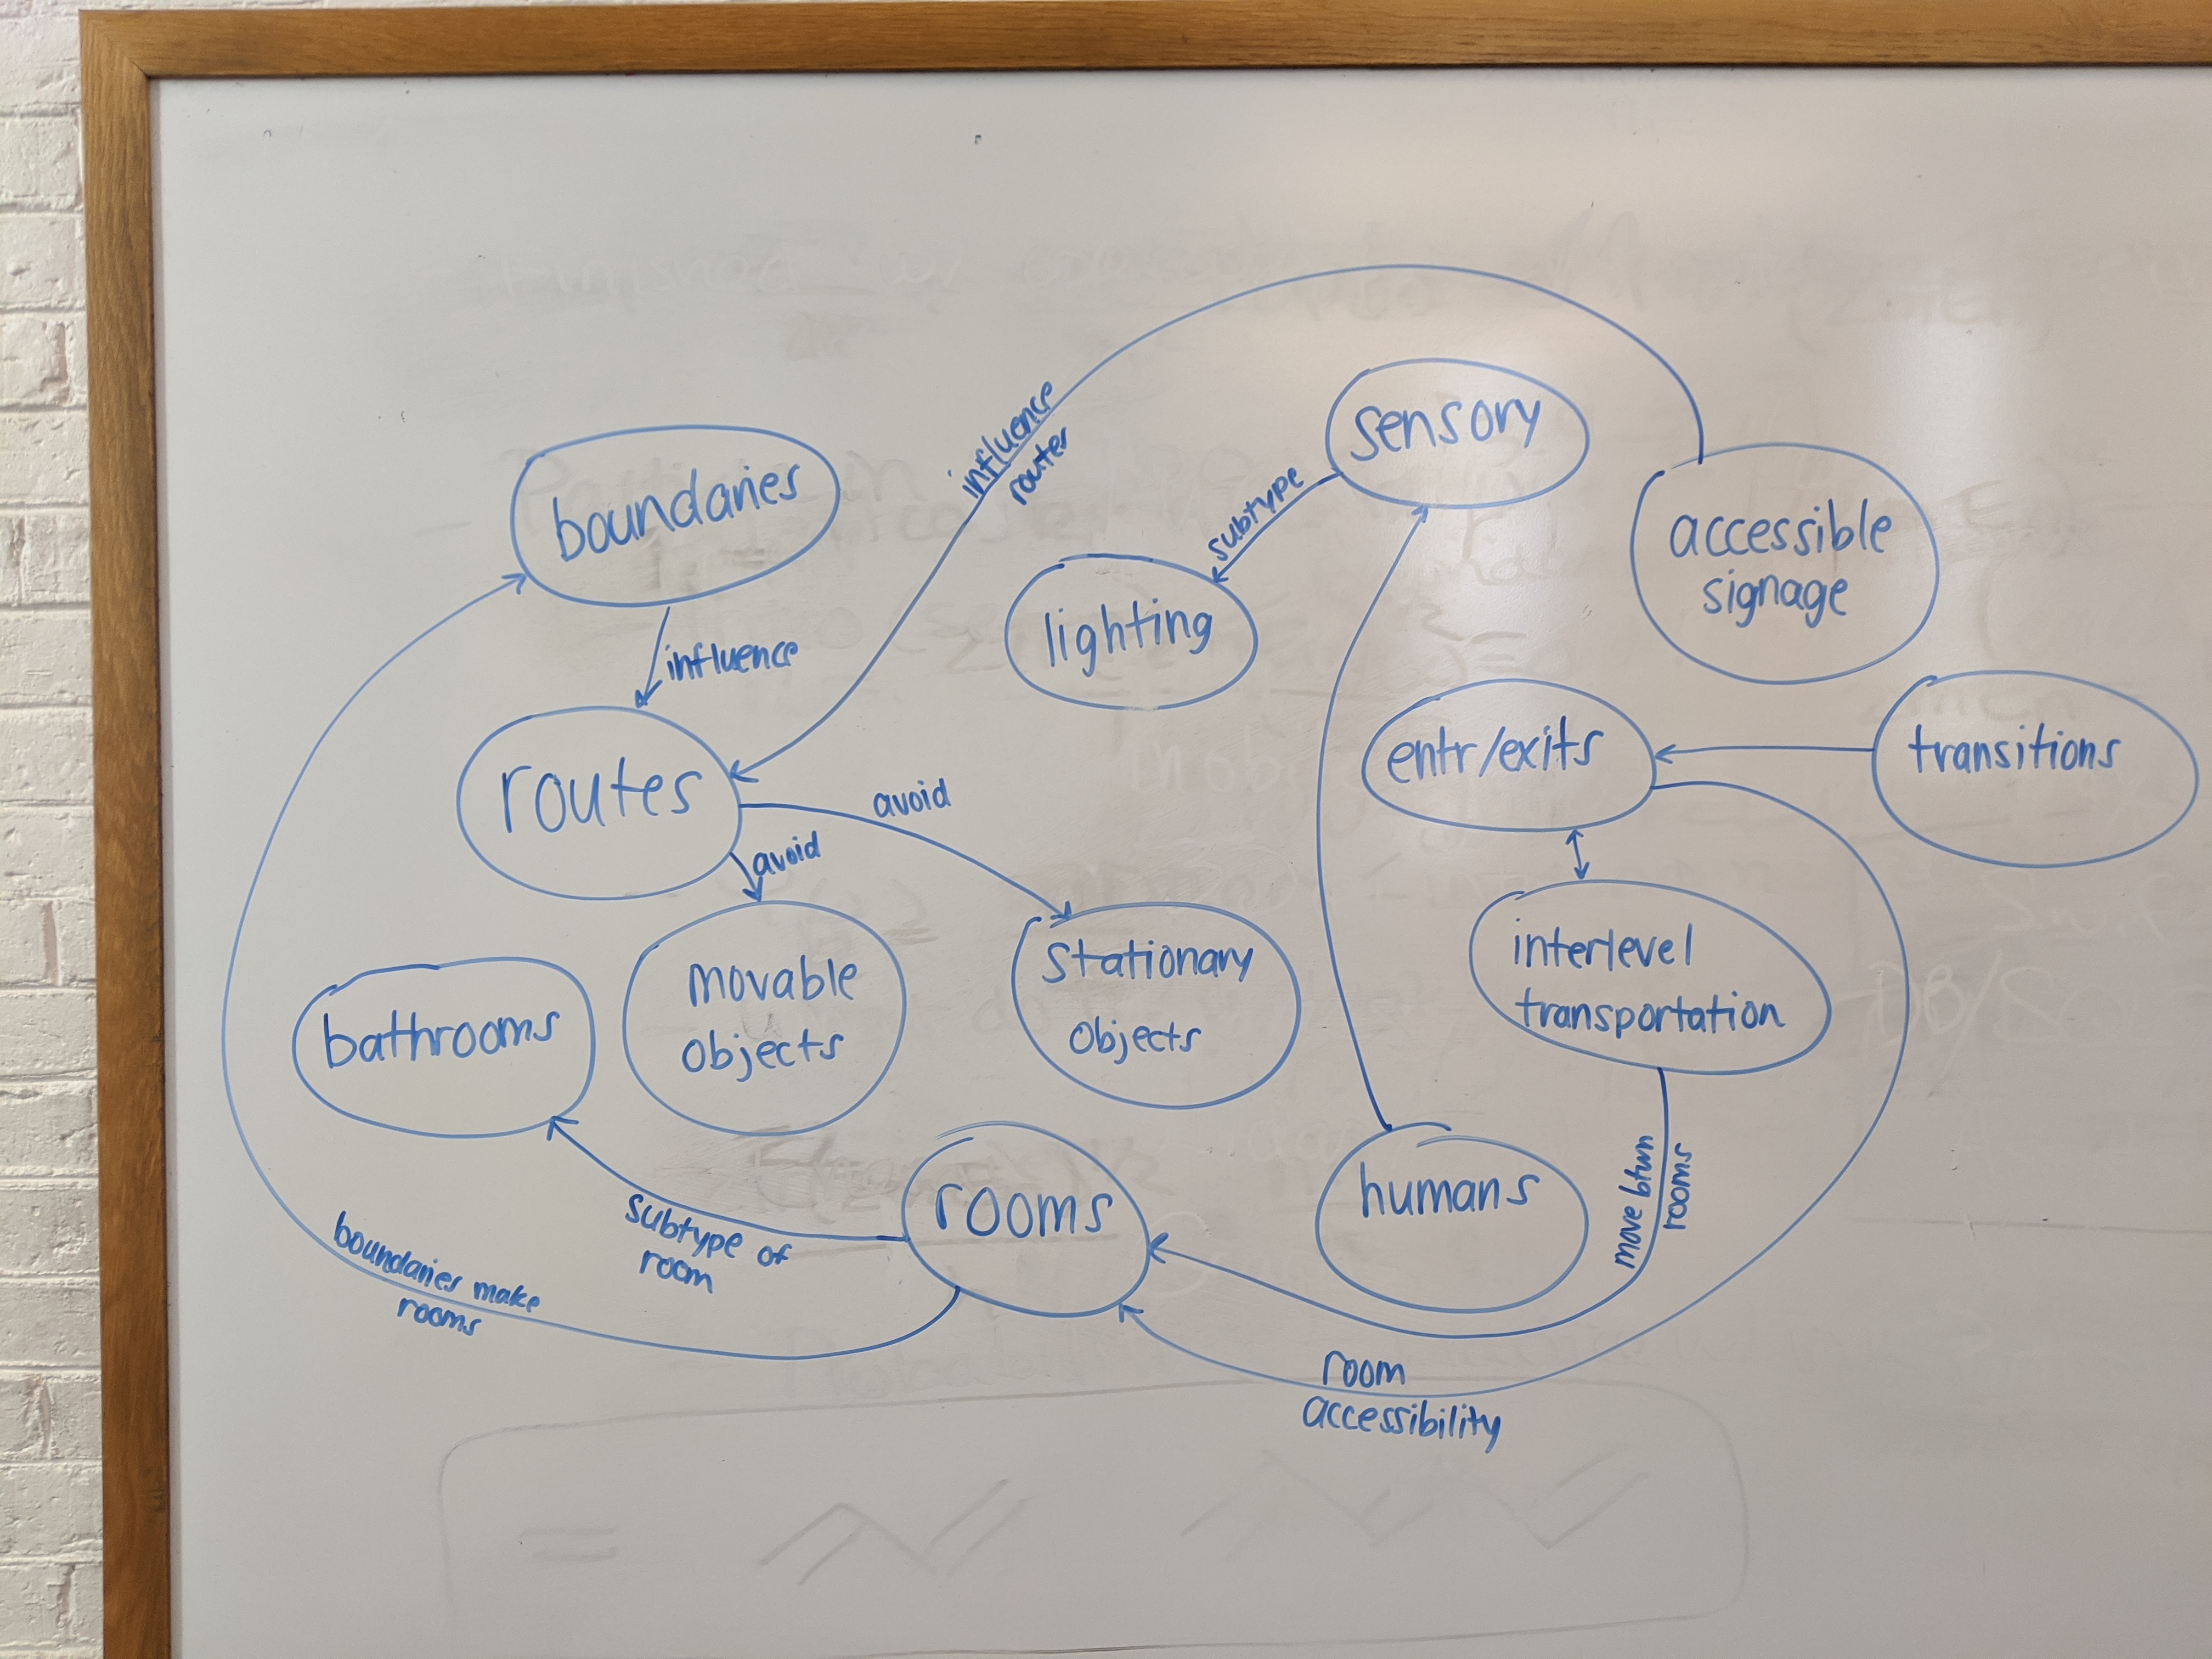 influence
router
sensory
subtype
boundaries
accessible
signage
lighting
influence
entr/exits
transitions
routes
avoid
avoid
stationary
objects
interlevel
transportation
movable
objects
bathrooms
rooms
humans
move btwn
rooms
subtype of
room
boundaries make
rooms
room
accessibility